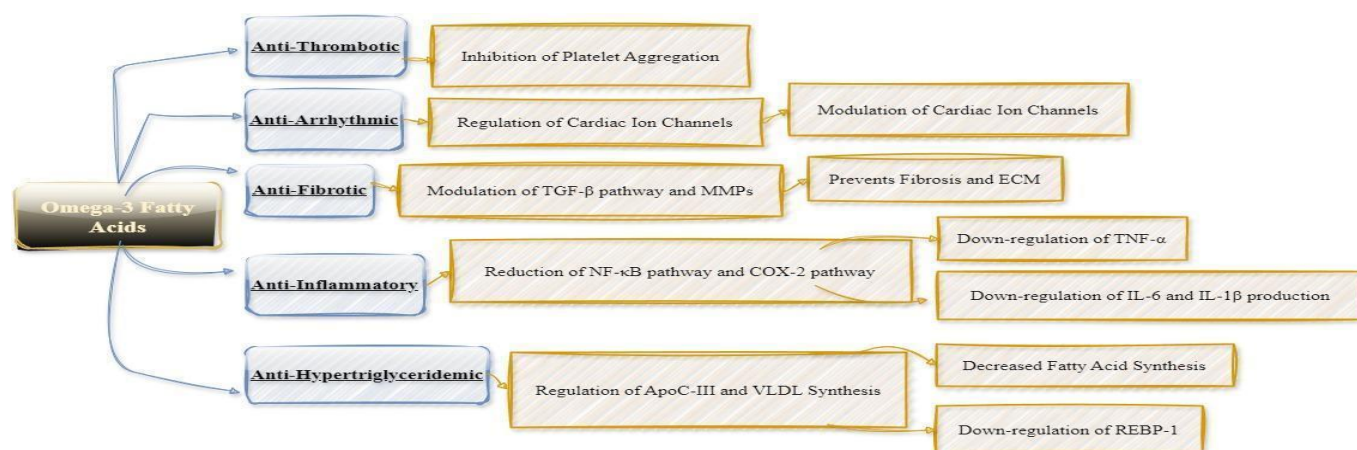 Anti-Thrombotic
Inhibition of Platelet Aggregation
Anti-Arrhythmic
Regulation of Cardiac Ion Channels
Modulation of Cardiac Ion Channels
Anti-Fibrotic
Modulation of TGF-β pathway and MMPs
Prevents Fibrosis and ECM
Omega-3 Fatty
Acids
Anti-Inflammatory
Reduction of NF-κB pathway and COX-2 pathway
Down-regulation of TNF-α
Down-regulation of IL-6 and IL-1β production
Anti-Hypertriglyceridemic
Regulation of ApoC-III and VLDL Synthesis
Decreased Fatty Acid Synthesis
Down-regulation of REBP-1